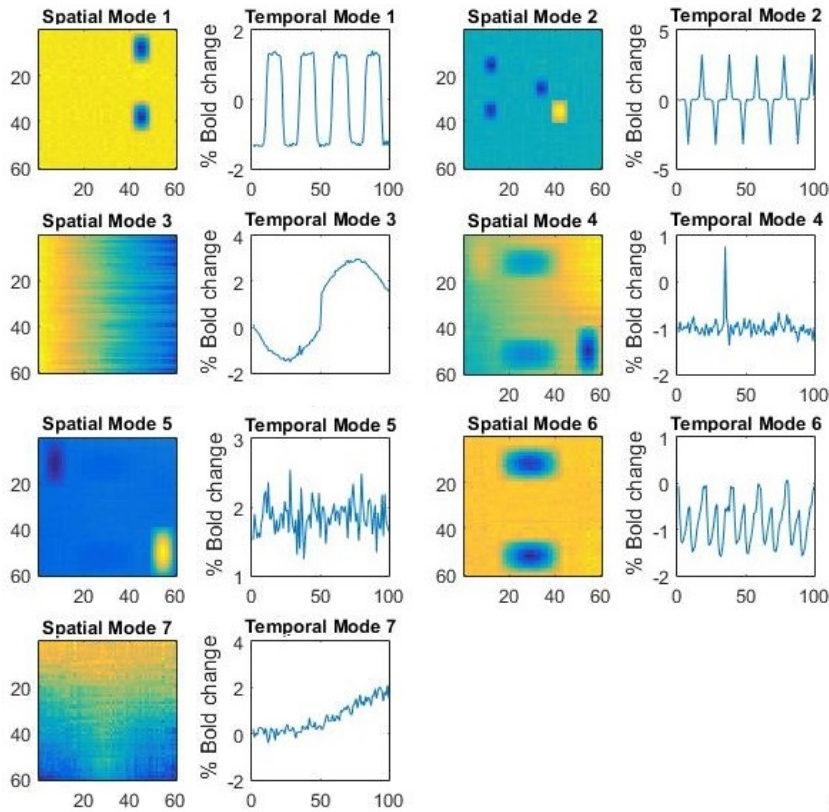 Spatial Mode 1
20
40
60
20 40 60
Temporal Mode 1
% Bold change
2
0
-2
0 50 100
Spatial Mode 2
20
40
60
20 40 60
Temporal Mode 2
% Bold change
5
0
-5
0 50 100
Spatial Mode 3
20
40
60
20 40 60
Temporal Mode 3
% Bold change
4
2
0
-2
0 50 100
Spatial Mode 4
20
40
60
20 40 60
Temporal Mode 4
% Bold change
1
0
-1
-2
0 50 100
Spatial Mode 5
20
40
60
20 40 60
Temporal Mode 5
% Bold change
3
2
1
0 50 100
Spatial Mode 6
20
40
60
20 40 60
Temporal Mode 6
% Bold change
1
0
-1
-2
0 50 100
Spatial Mode 7
20
40
60
20 40 60
Temporal Mode 7
% Bold change
4
2
0
-2
0 50 100